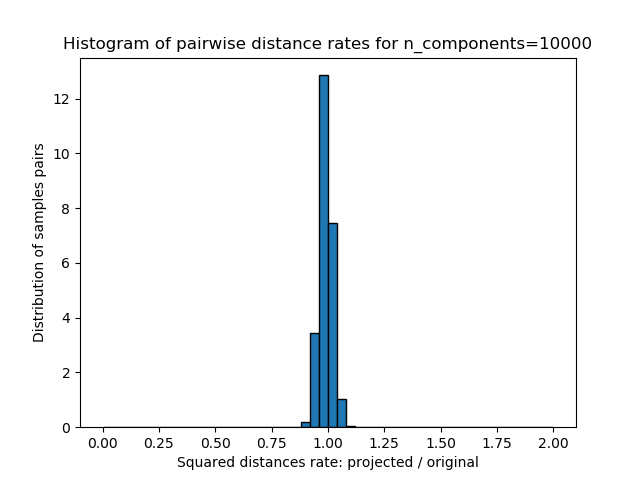 Histogram of pairwise distance rates for n_components=10000
12
10
8
6
4
2
0
Distribution of samples pairs
0.00 0.25 0.50 0.75 1.00 1.25 1.50 1.75 2.00
Squared distances rate: projected / original